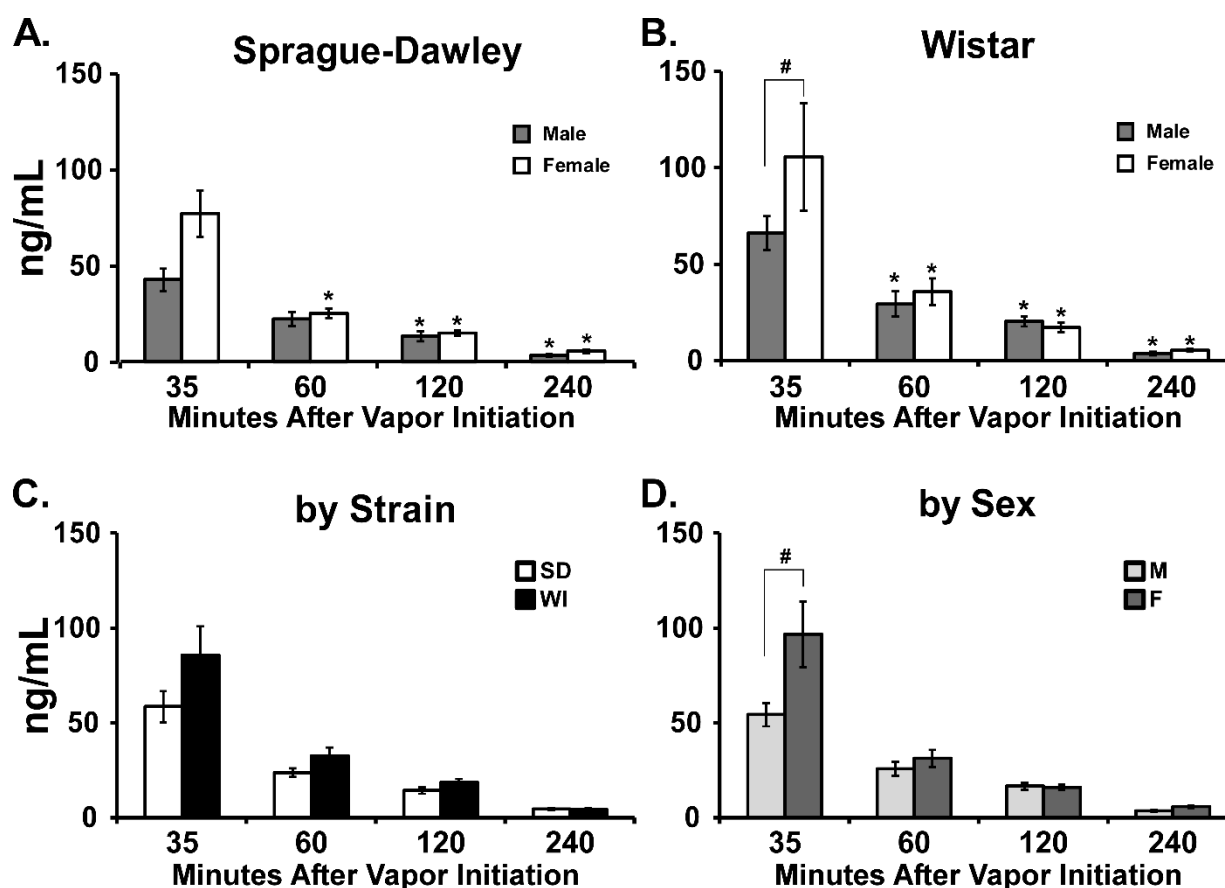 A.
Sprague-Dawley
150
100
50
0
ng/mL
Male
Female
*
* *
* *
35 60 120 240
Minutes After Vapor Initiation
B.
Wistar
150
100
50
0
#
Male
Female
* *
* *
* *
35 60 120 240
Minutes After Vapor Initiation
C.
by Strain
150
100
50
0
ng/mL
SD
WI
35 60 120 240
Minutes After Vapor Initiation
D.
by Sex
150
100
50
0
#
M
F
35 60 120 240
Minutes After Vapor Initiation